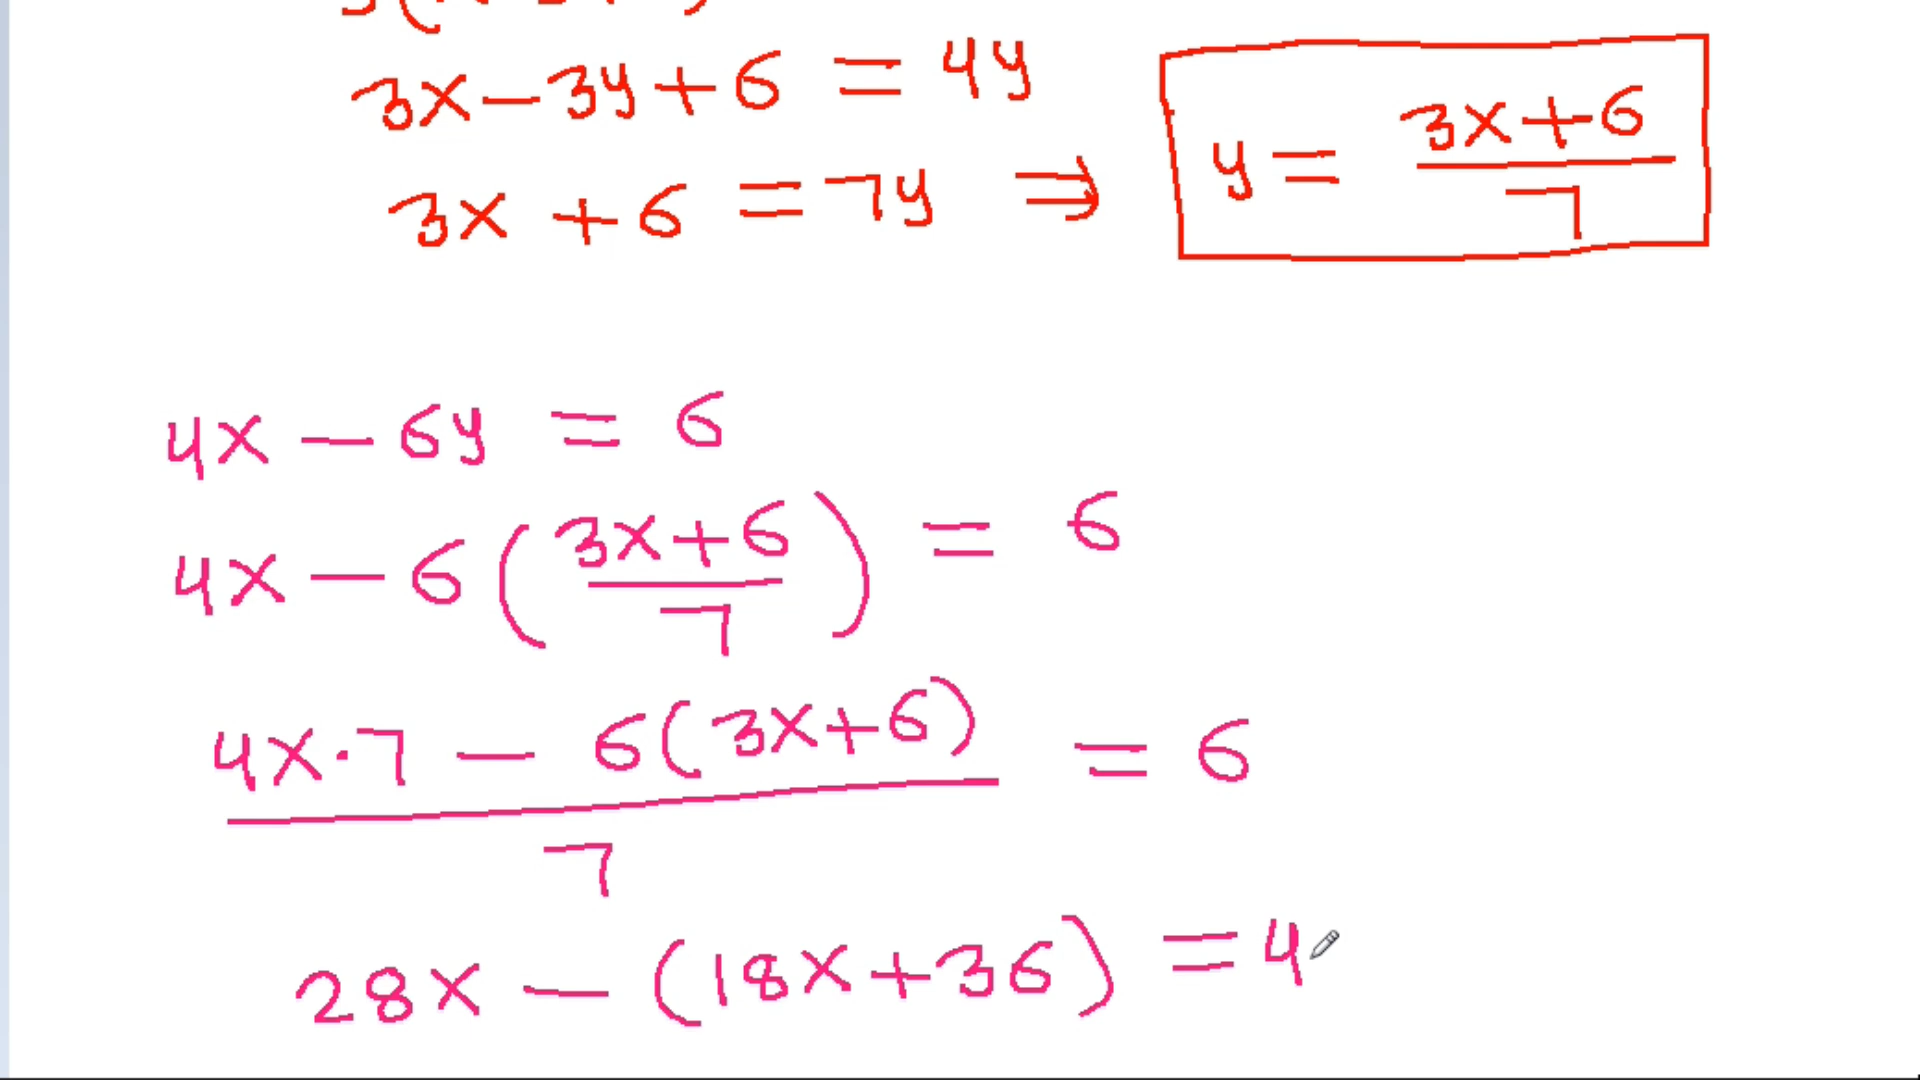 3x - 3y + 6 = 4y
3x + 6 = 7y ⇒ y = (3x + 6)/7
4x - 6y = 6
4x - 6((3x + 6)/7) = 6
(4x · 7 - 6(3x + 6))/7 = 6
28x - (18x + 36) = 4